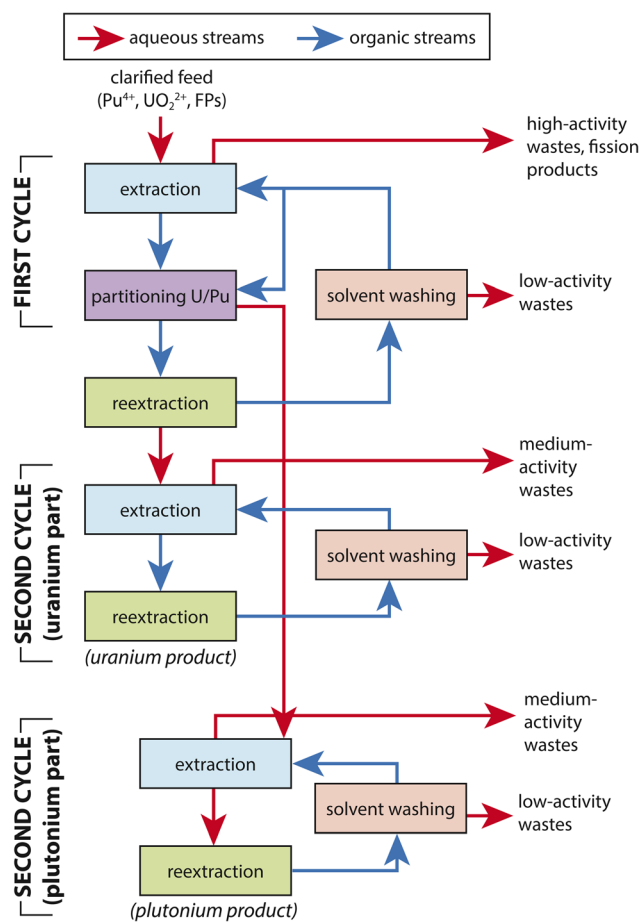 aqueous streams
organic streams
clarified feed
(Pu⁴⁺, UO₂²⁺, FPs)
high-activity
wastes, fission
products
FIRST CYCLE
extraction
partitioning U/Pu
solvent washing
low-activity
wastes
reextraction
medium-
activity
wastes
SECOND CYCLE
(uranium part)
extraction
solvent washing
low-activity
wastes
reextraction
(uranium product)
medium-
activity
wastes
SECOND CYCLE
(plutonium part)
extraction
solvent washing
low-activity
wastes
reextraction
(plutonium product)